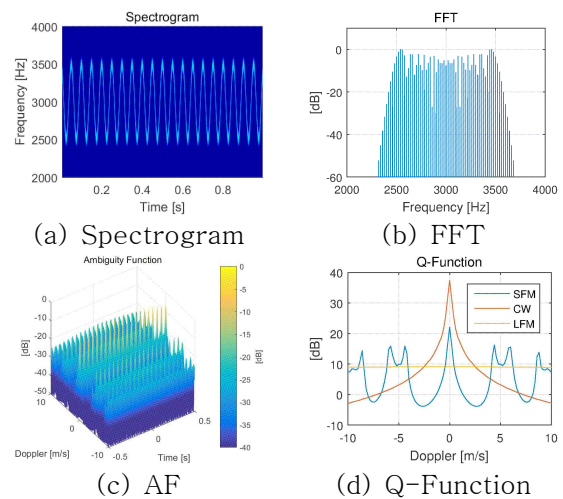 Spectrogram
4000
3500
3000
2500
2000
Frequency [Hz]
0.2 0.4 0.6 0.8
Time [s]
(a) Spectrogram
FFT
0
-20
-40
-60
[dB]
2000 2500 3000 3500 4000
Frequency [Hz]
(b) FFT
Ambiguity Function
0
-10
-20
-30
-40
-50
[dB]
10
5
0
-5
-10
Doppler [m/s]
-0.5
0
0.5
Time [s]
0
-5
-10
-15
-20
-25
-30
-35
-40
[dB]
(c) AF
Q-Function
40
30
20
10
0
-10
[dB]
SFM
CW
LFM
-10 -5 0 5 10
Doppler [m/s]
(d) Q-Function